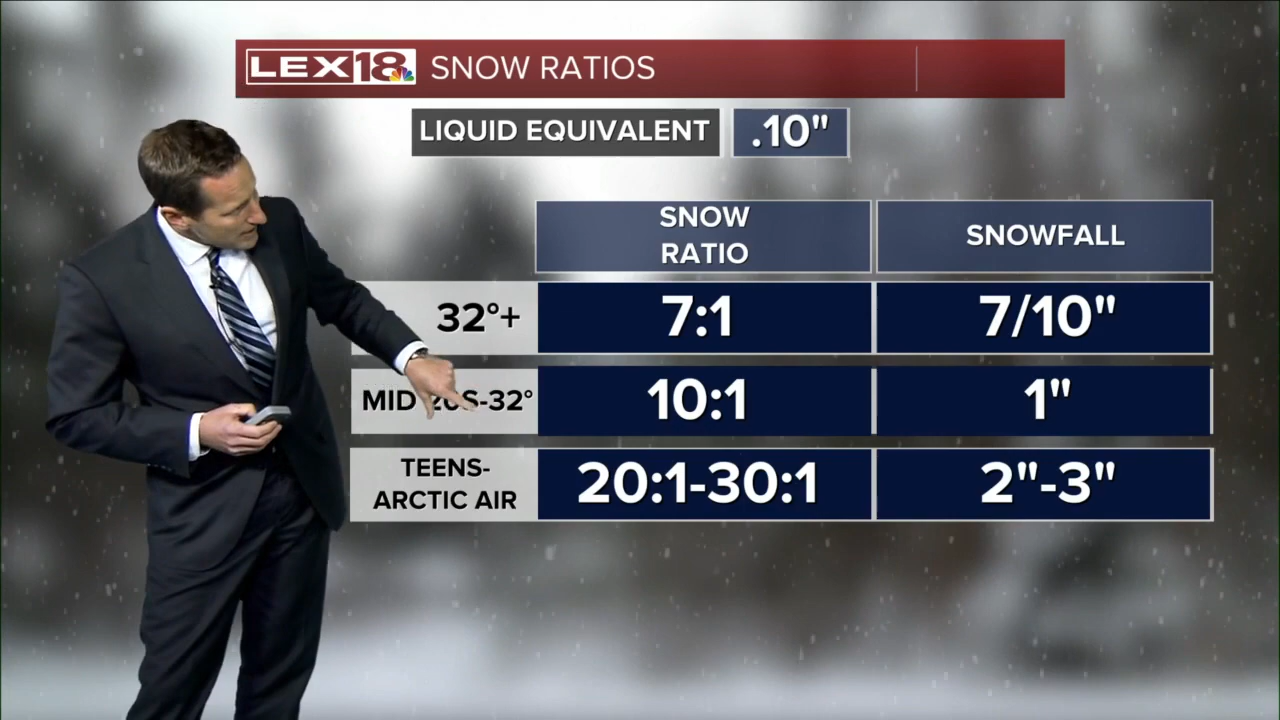 LEX18 SNOW RATIOS
LIQUID EQUIVALENT .10"
SNOW
RATIO
SNOWFALL
32°+ 7:1 7/10"
MID 20S-32° 10:1 1"
TEENS-
ARCTIC AIR
20:1-30:1 2"-3"